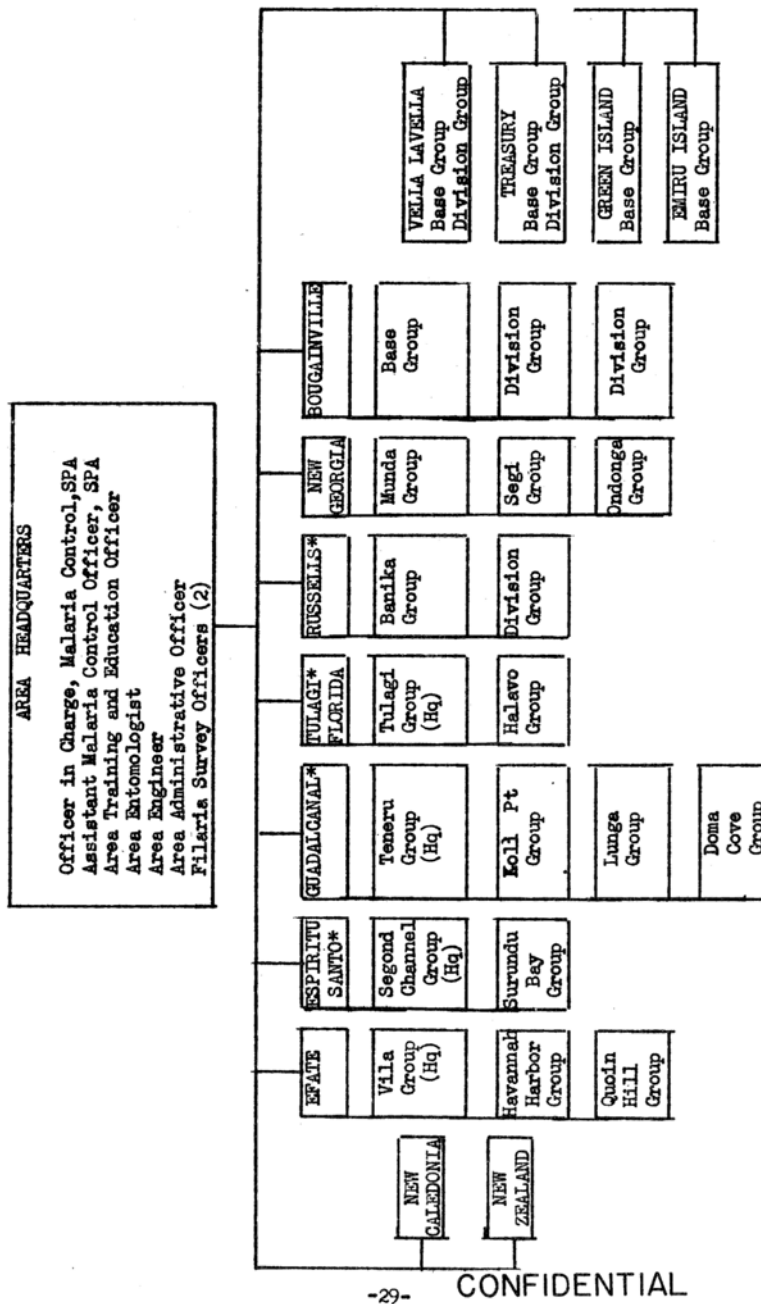 AREA HEADQUARTERS
Officer in Charge, Malaria Control,SPA
Assistant Malaria Control Officer, SPA
Area Training and Education Officer
Area Entomologist
Area Engineer
Area Administrative Officer
Filaria Survey Officers (2)
NEW
CALEDONIA
NEW
ZEALAND
EFATE
Vila
Group
(Hq)
Havannah
Harbor
Group
Quoin
Hill
Group
ESPIRITU
SANTO*
Segond
Channel
Group
(Hq)
Surundu
Bay
Group
GUADALCANAL*
Teneru
Group
(Hq)
Koli Pt
Group
Lunga
Group
Doma
Cove
Group
TULAGI*
FLORIDA
Tulagi
Group
(Hq)
Halavo
Group
RUSSELLS*
Banika
Group
Division
Group
NEW
GEORGIA
Munda
Group
Segi
Group
Ondonga
Group
BOUGAINVILLE
Base
Group
Division
Group
Division
Group
VELLA LAVELLA
Base Group
Division Group
TREASURY
Base Group
Division Group
GREEN ISLAND
Base Group
EMIRU ISLAND
Base Group
-29-
CONFIDENTIAL